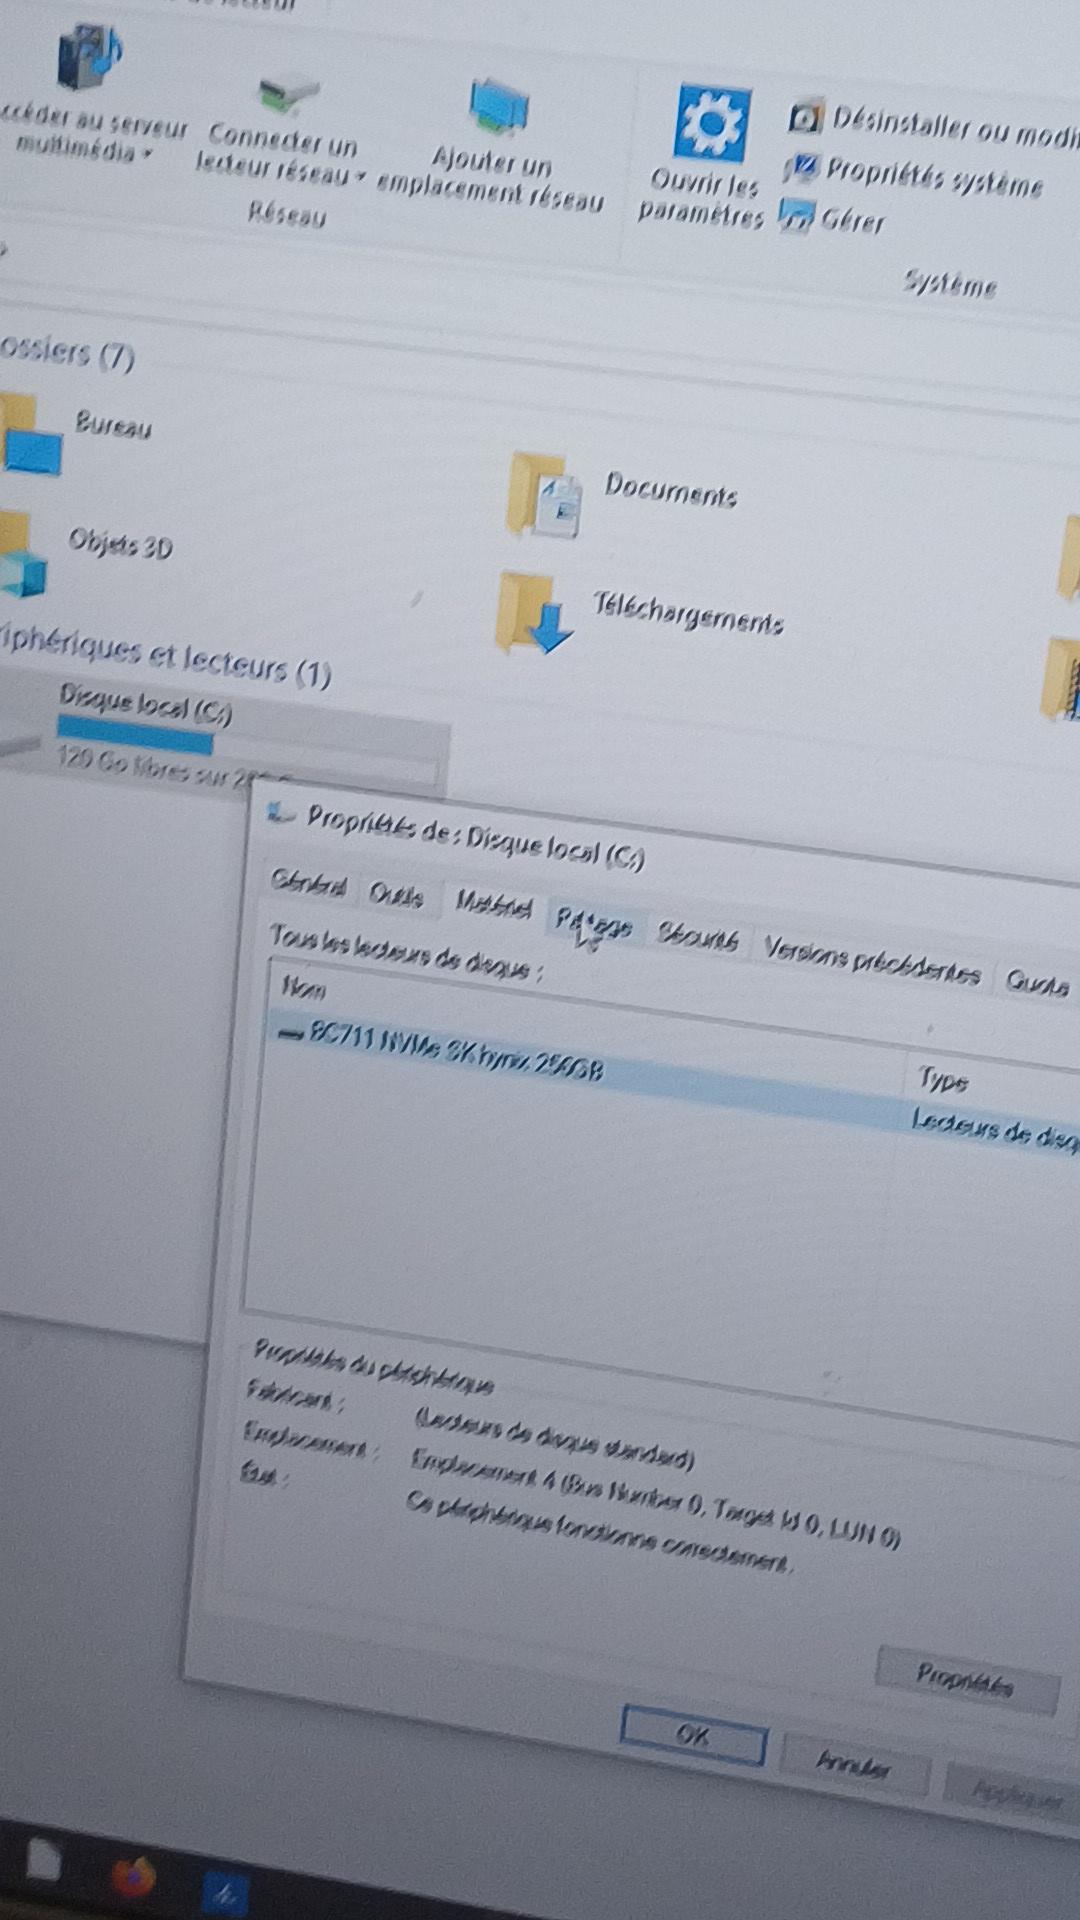 ccéder au serveur
multimédia
Connecter un
lecteur réseau
Ajouter un
emplacement réseau
Réseau
Ouvrir les
paramètres
Désinstaller ou modi
Propriétés système
Gérer
Système
ossiers (7)
Bureau
Documents
Objets 3D
Téléchargements
riphériques et lecteurs (1)
Disque local (C:)
120 Go libres sur 2
Propriétés de : Disque local (C:)
Général Outils Matériel Partage Sécurité Versions précédentes Quota
Tous les lecteurs de disque :
Nom
Type
BC711 NVMe SK hynix 256GB
Lecteurs de disq
Propriétés du périphérique
Fabricant : (Lecteurs de disque standard)
Emplacement : Emplacement 4 (Bus Number 0, Target Id 0, LUN 0)
État : Ce périphérique fonctionne correctement.
Propriétés
OK
Annuler
Appliquer